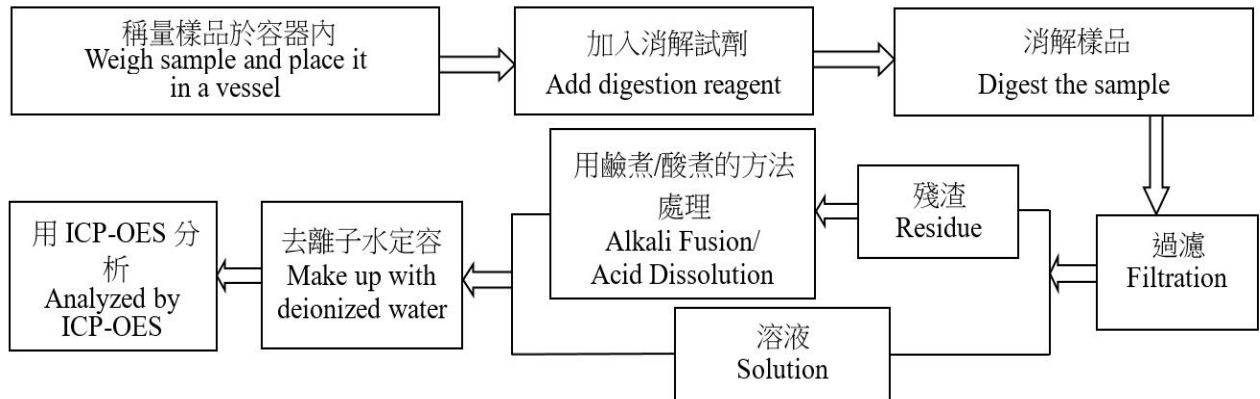 稱量樣品於容器內
Weigh sample and place it
in a vessel
加入消解試劑
Add digestion reagent
消解樣品
Digest the sample
過濾
Filtration
殘渣
Residue
用鹼煮/酸煮的方法
處理
Alkali Fusion/
Acid Dissolution
溶液
Solution
去離子水定容
Make up with
deionized water
用 ICP-OES 分
析
Analyzed by
ICP-OES